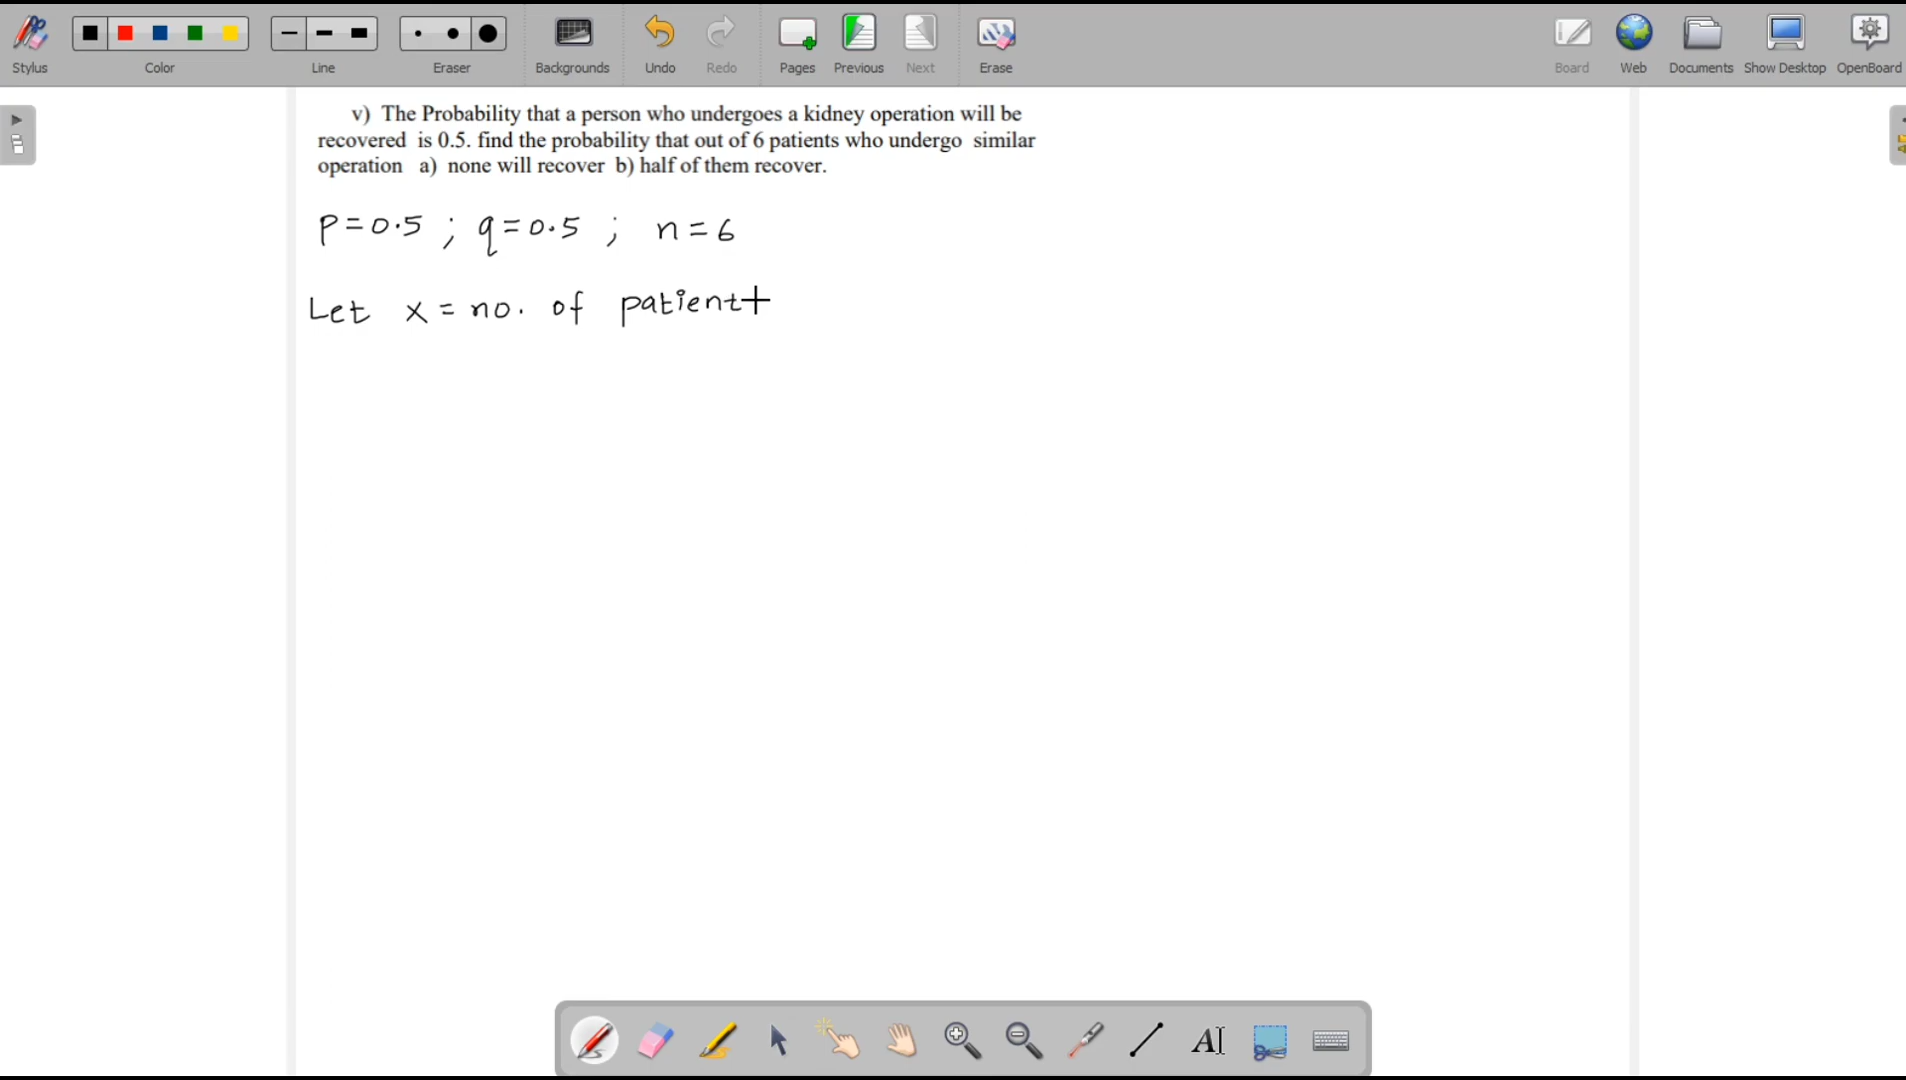 Stylus Color Line Eraser Backgrounds Undo Redo Pages Previous Next Erase Board Web Documents Show Desktop OpenBoard
v) The Probability that a person who undergoes a kidney operation will be
recovered is 0.5. find the probability that out of 6 patients who undergo similar
operation a) none will recover b) half of them recover.
p=0.5 ; q=0.5 ; n=6
Let x = no. of patient